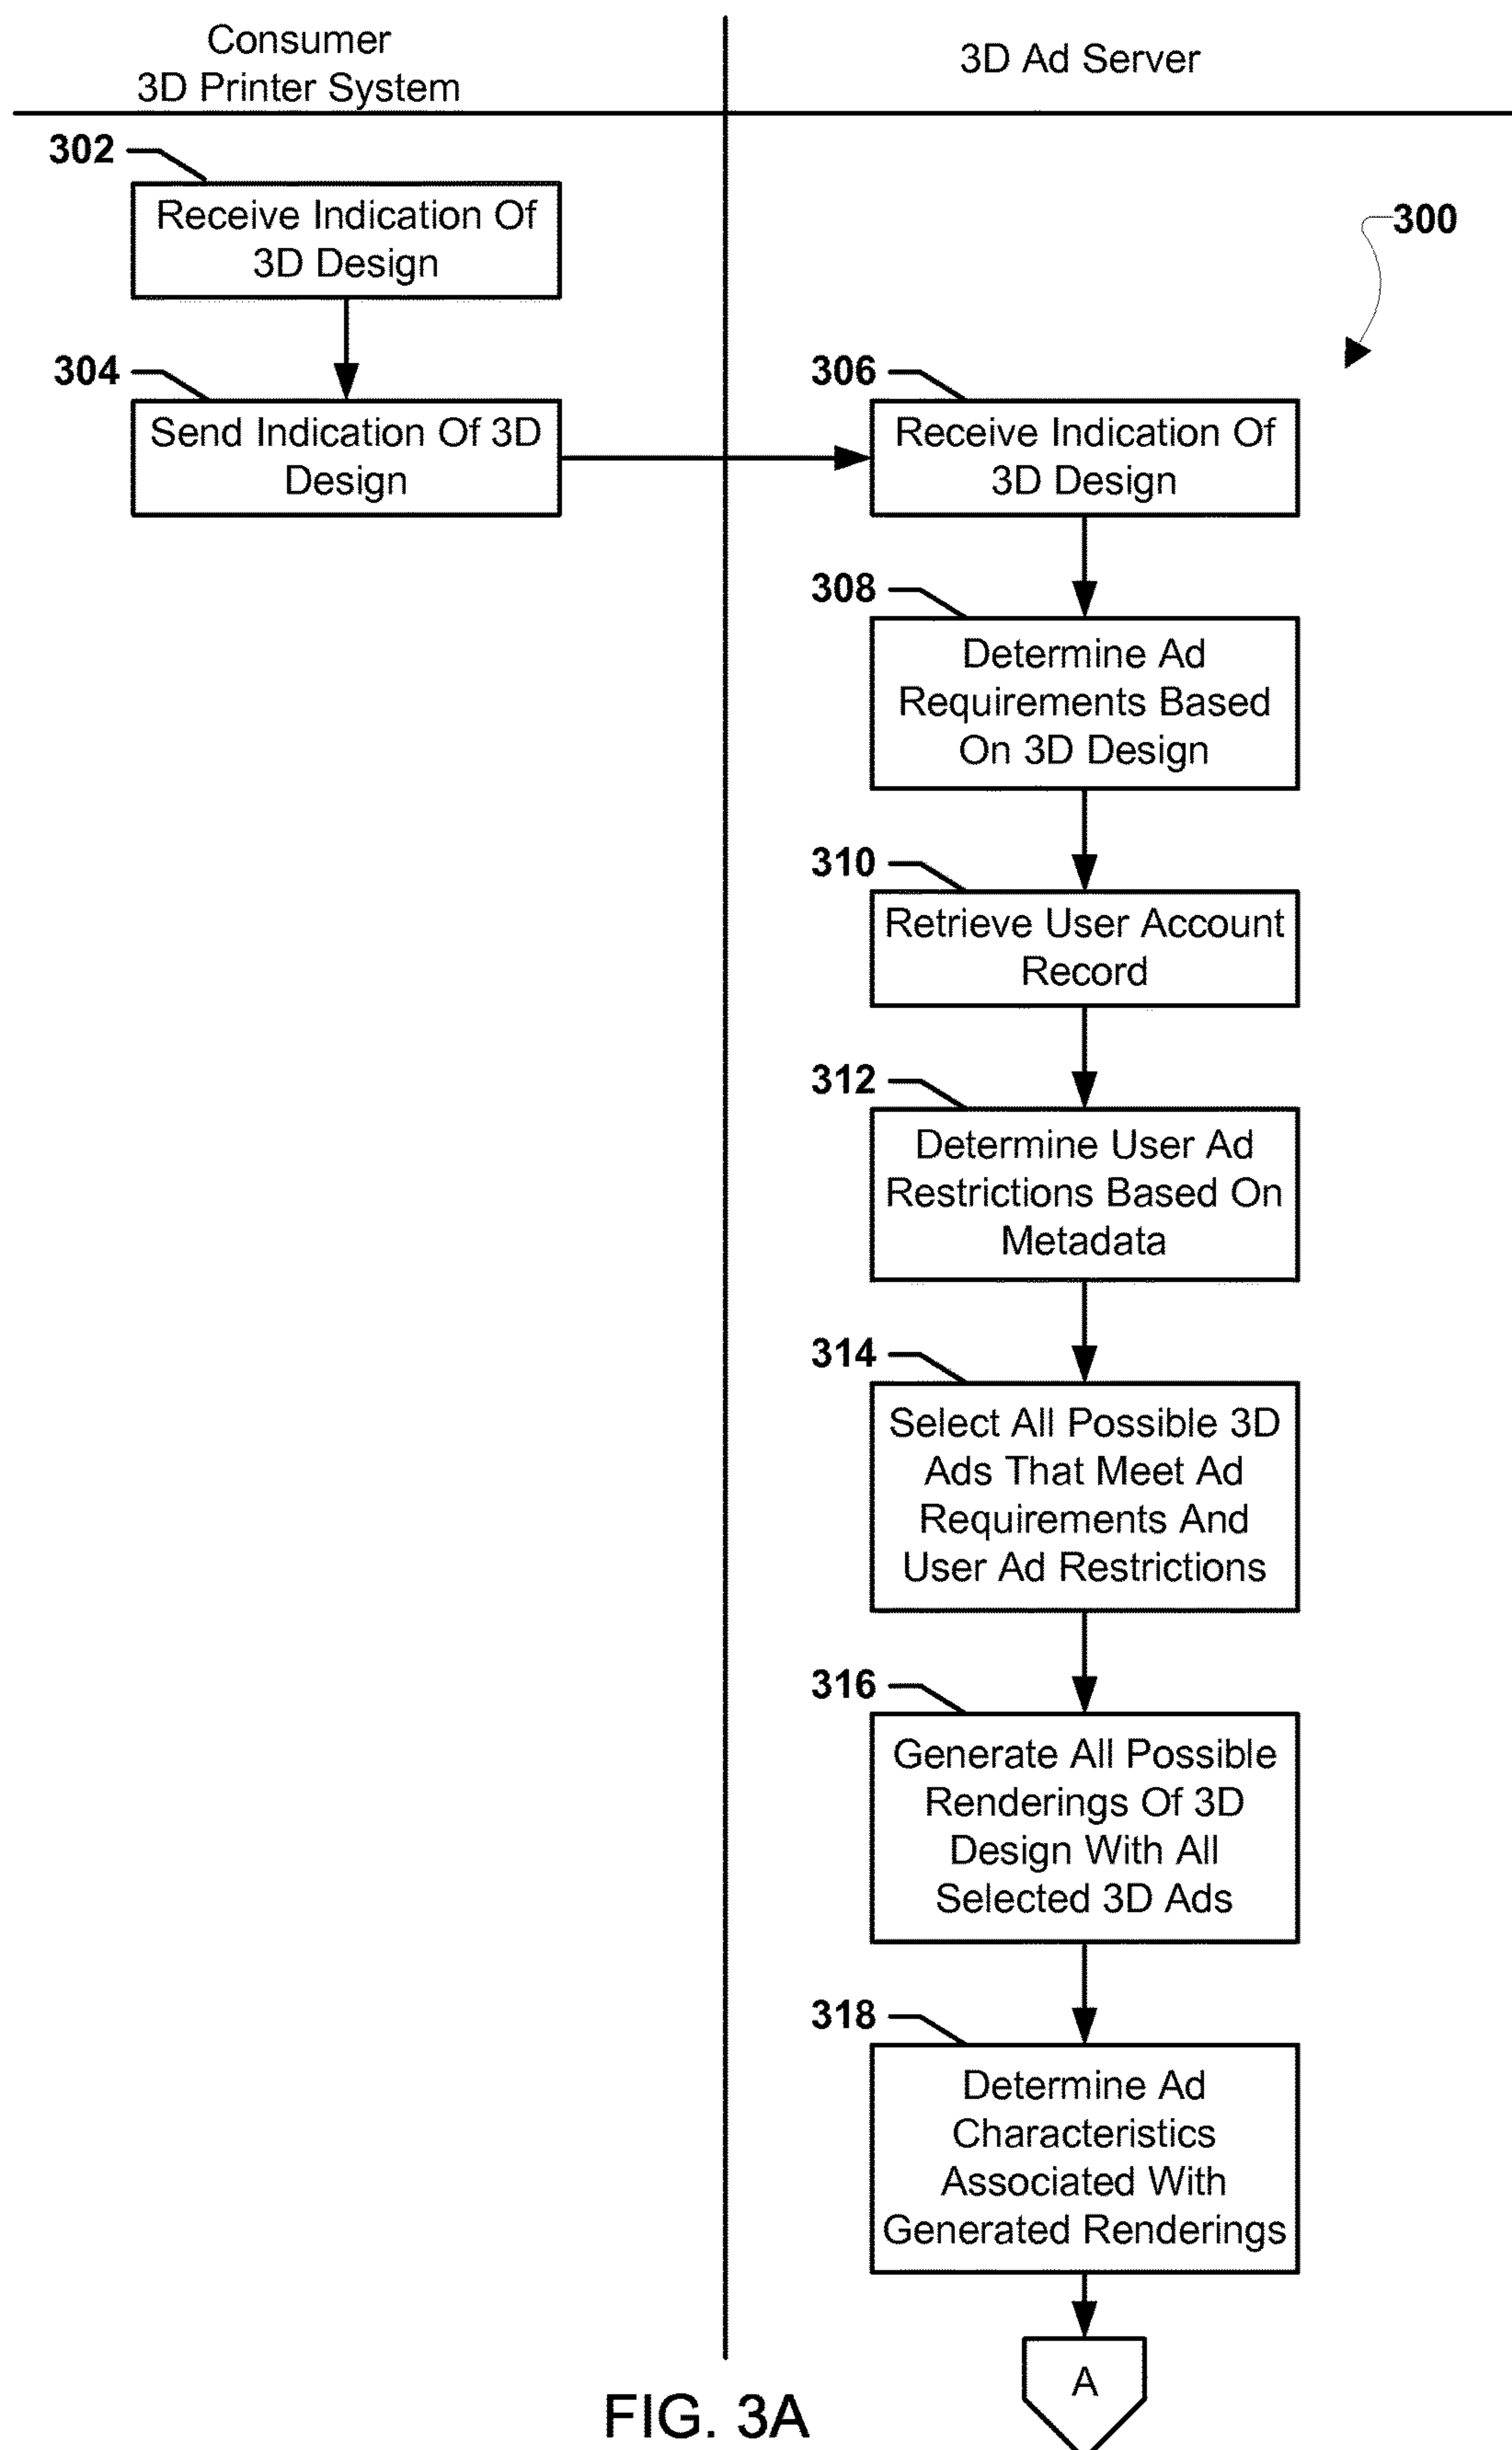 Consumer
3D Printer System
3D Ad Server
302
Receive Indication Of
3D Design
300
304
Send Indication Of 3D
Design
306
Receive Indication Of
3D Design
308
Determine Ad
Requirements Based
On 3D Design
310
Retrieve User Account
Record
312
Determine User Ad
Restrictions Based On
Metadata
314
Select All Possible 3D
Ads That Meet Ad
Requirements And
User Ad Restrictions
316
Generate All Possible
Renderings Of 3D
Design With All
Selected 3D Ads
318
Determine Ad
Characteristics
Associated With
Generated Renderings
A
FIG. 3A